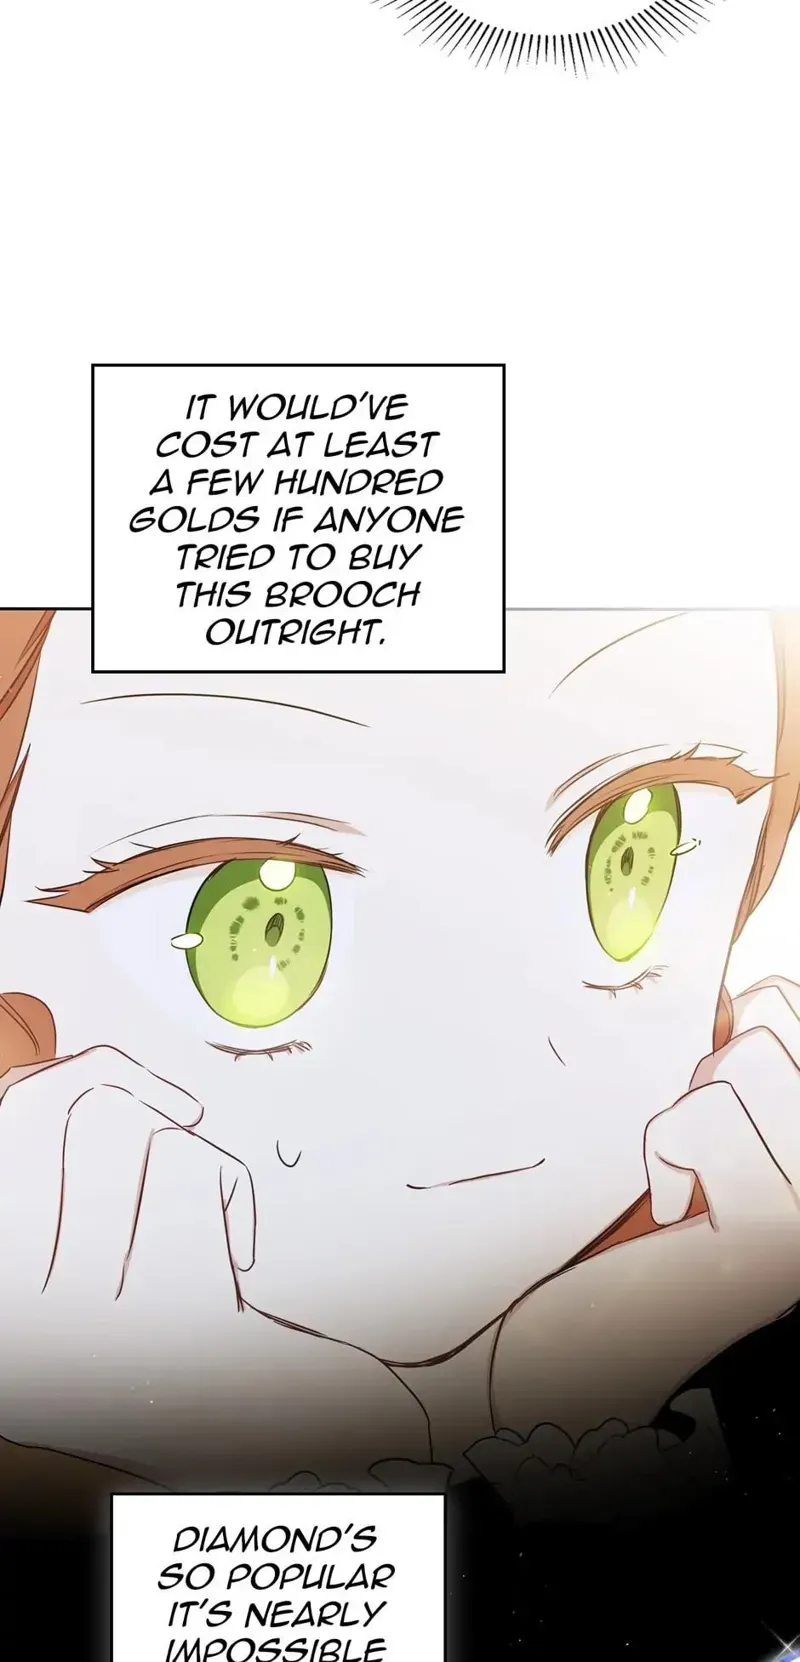 IT WOULD'VE
COST AT LEAST
A FEW HUNDRED
GOLDS IF ANYONE
TRIED TO BUY
THIS BROOCH
OUTRIGHT.
DIAMOND'S
SO POPULAR
IT'S NEARLY
IMPOSSIBLE